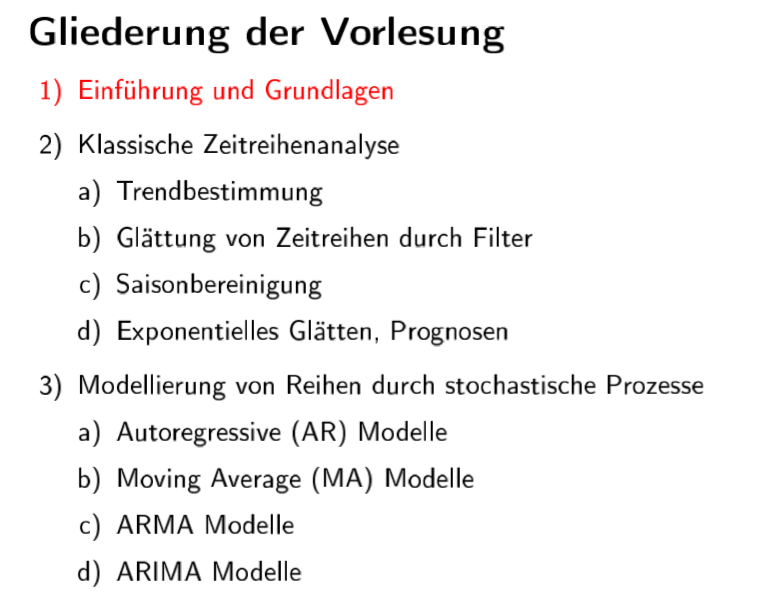 Gliederung der Vorlesung
1) Einführung und Grundlagen
2) Klassische Zeitreihenanalyse
a) Trendbestimmung
b) Glättung von Zeitreihen durch Filter
c) Saisonbereinigung
d) Exponentielles Glätten, Prognosen
3) Modellierung von Reihen durch stochastische Prozesse
a) Autoregressive (AR) Modelle
b) Moving Average (MA) Modelle
c) ARMA Modelle
d) ARIMA Modelle